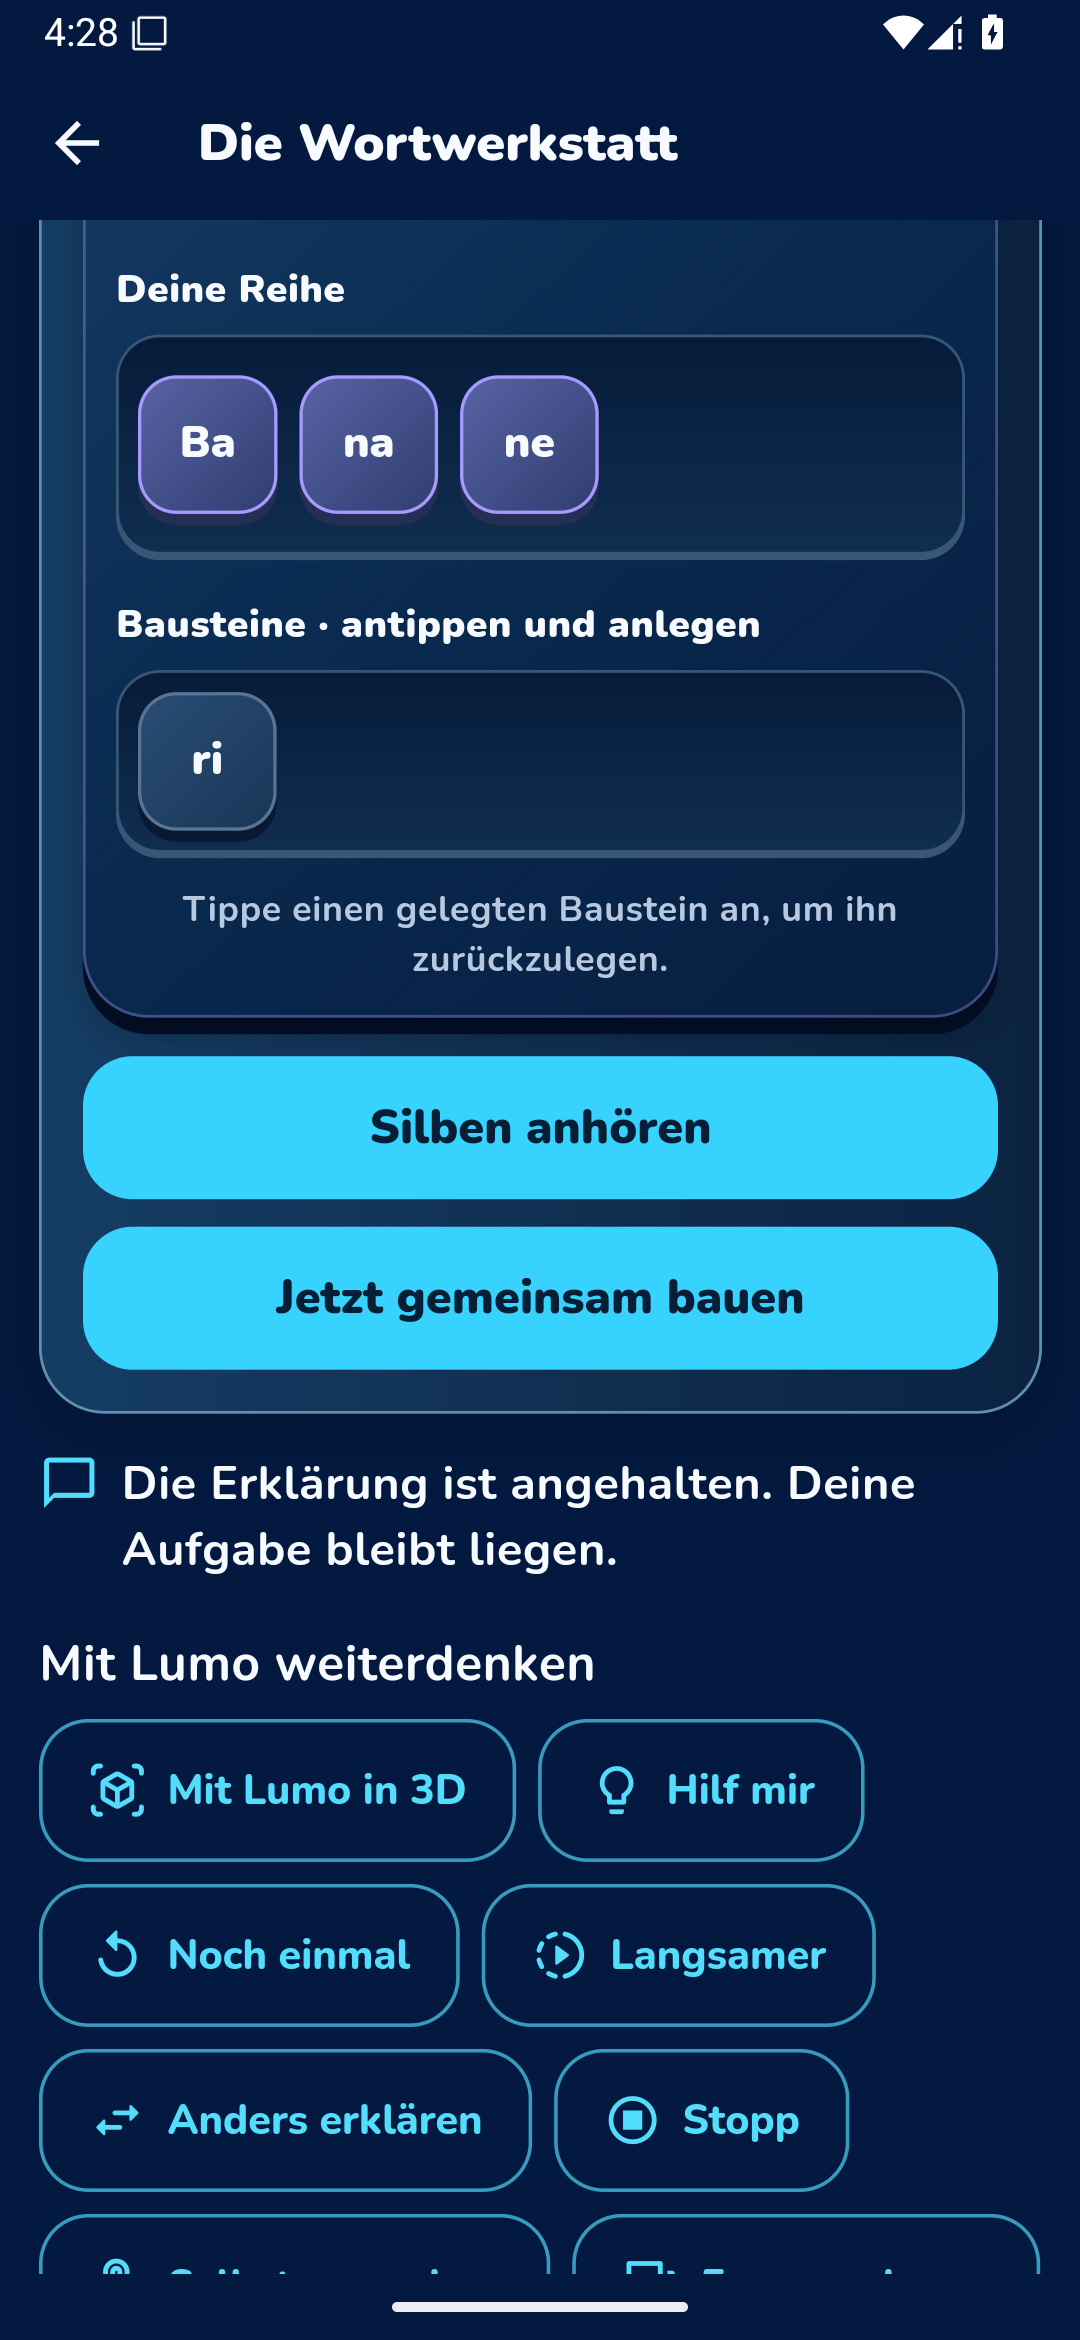 4:28
Die Wortwerkstatt
Deine Reihe
Ba na ne
Bausteine · antippen und anlegen
ri
Tippe einen gelegten Baustein an, um ihn
zurückzulegen.
Silben anhören
Jetzt gemeinsam bauen
Die Erklärung ist angehalten. Deine
Aufgabe bleibt liegen.
Mit Lumo weiterdenken
Mit Lumo in 3D Hilf mir
Noch einmal Langsamer
Anders erklären Stopp